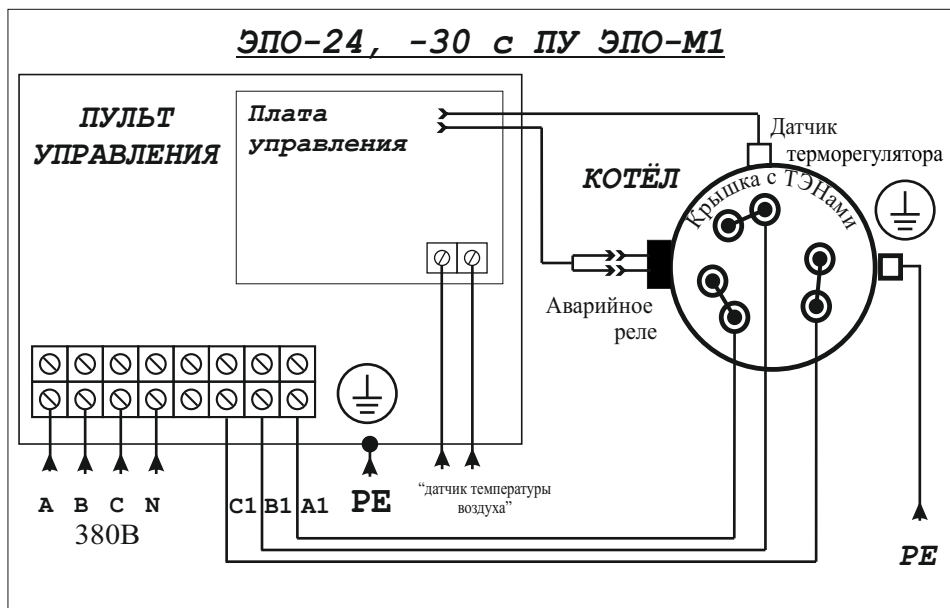 ЭПО-24, -30 с ПУ ЭПО-М1
ПУЛЬТ
УПРАВЛЕНИЯ
Плата
управления
Датчик
терморегулятора
КОТЁЛ
Крышка с ТЭНами
Аварийное
реле
A B C N
380В
C1 B1 A1
PE
“датчик температуры
воздуха”
PE